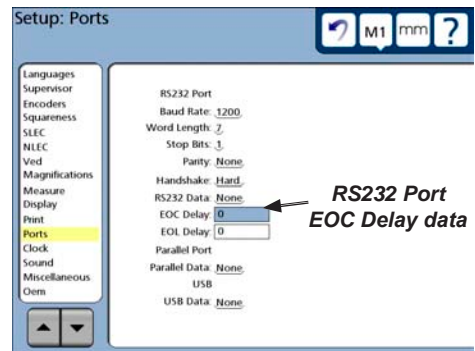 Setup: Ports
M1 mm ?
Languages
Supervisor
Encoders
Squareness
SLEC
NLEC
Ved
Magnifications
Measure
Display
Print
Ports
Clock
Sound
Miscellaneous
Oem
RS232 Port
Baud Rate: 1200
Word Length: 7
Stop Bits: 1
Parity: None
Handshake: Hard
RS232 Data: None
EOC Delay: 0
EOL Delay: 0
Parallel Port
Parallel Data: None
USB
USB Data: None
RS232 Port
EOC Delay data